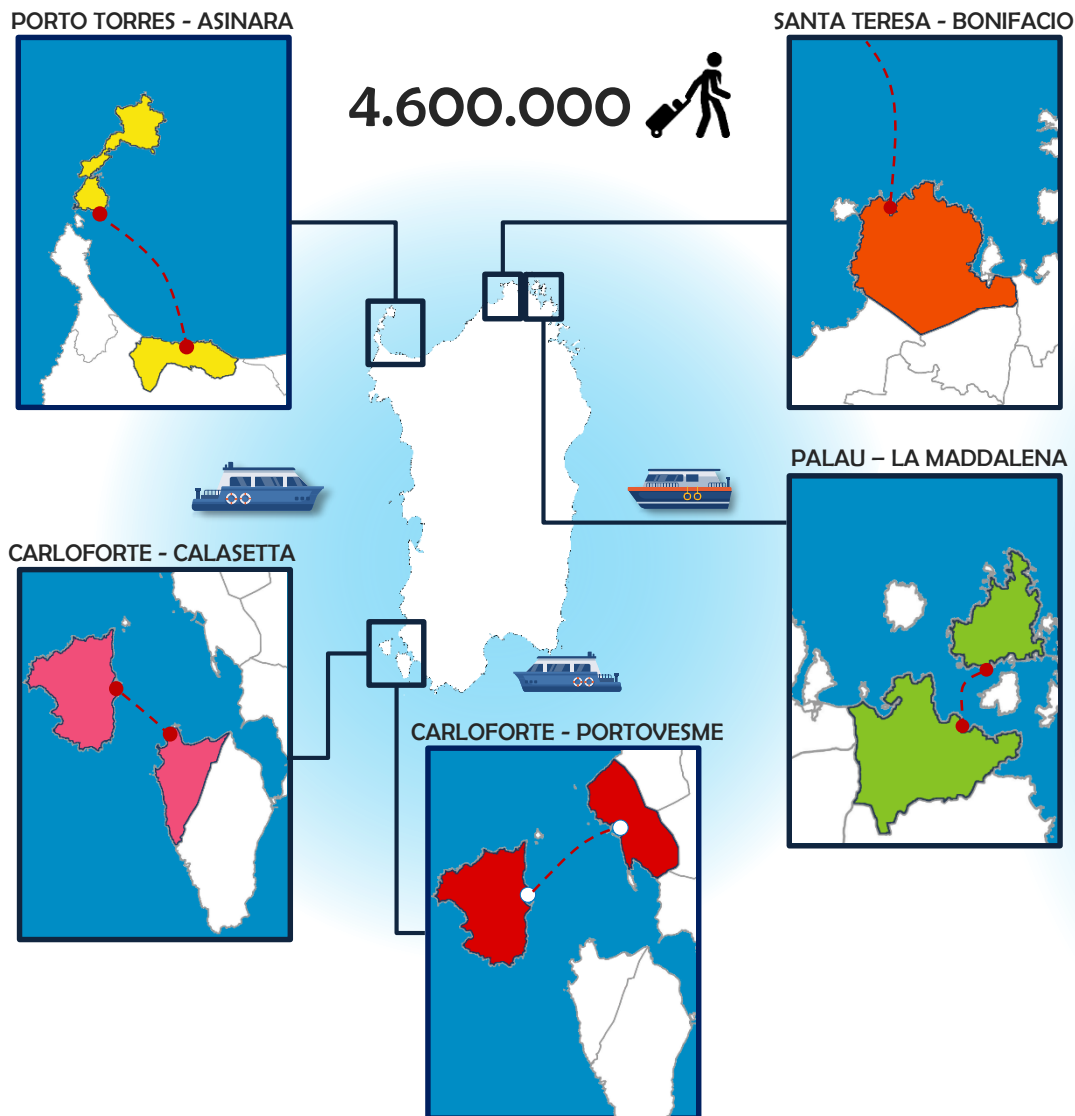 PORTO TORRES - ASINARA
SANTA TERESA - BONIFACIO
4.600.000
PALAU – LA MADDALENA
CARLOFORTE - CALASETTA
CARLOFORTE - PORTOVESME